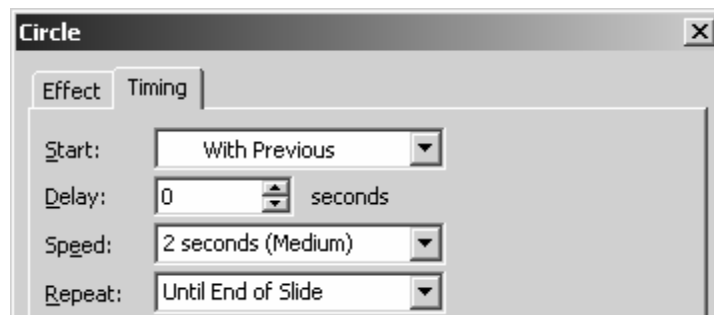 Circle
Effect Timing
Start: With Previous
Delay: 0 seconds
Speed: 2 seconds (Medium)
Repeat: Until End of Slide